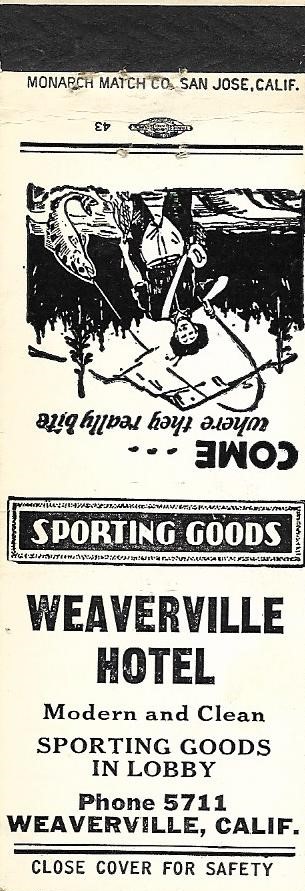 MONARCH MATCH CO. SAN JOSE, CALIF.
43
COME ...
where they really bite
SPORTING GOODS
WEAVERVILLE
HOTEL
Modern and Clean
SPORTING GOODS
IN LOBBY
Phone 5711
WEAVERVILLE, CALIF.
CLOSE COVER FOR SAFETY